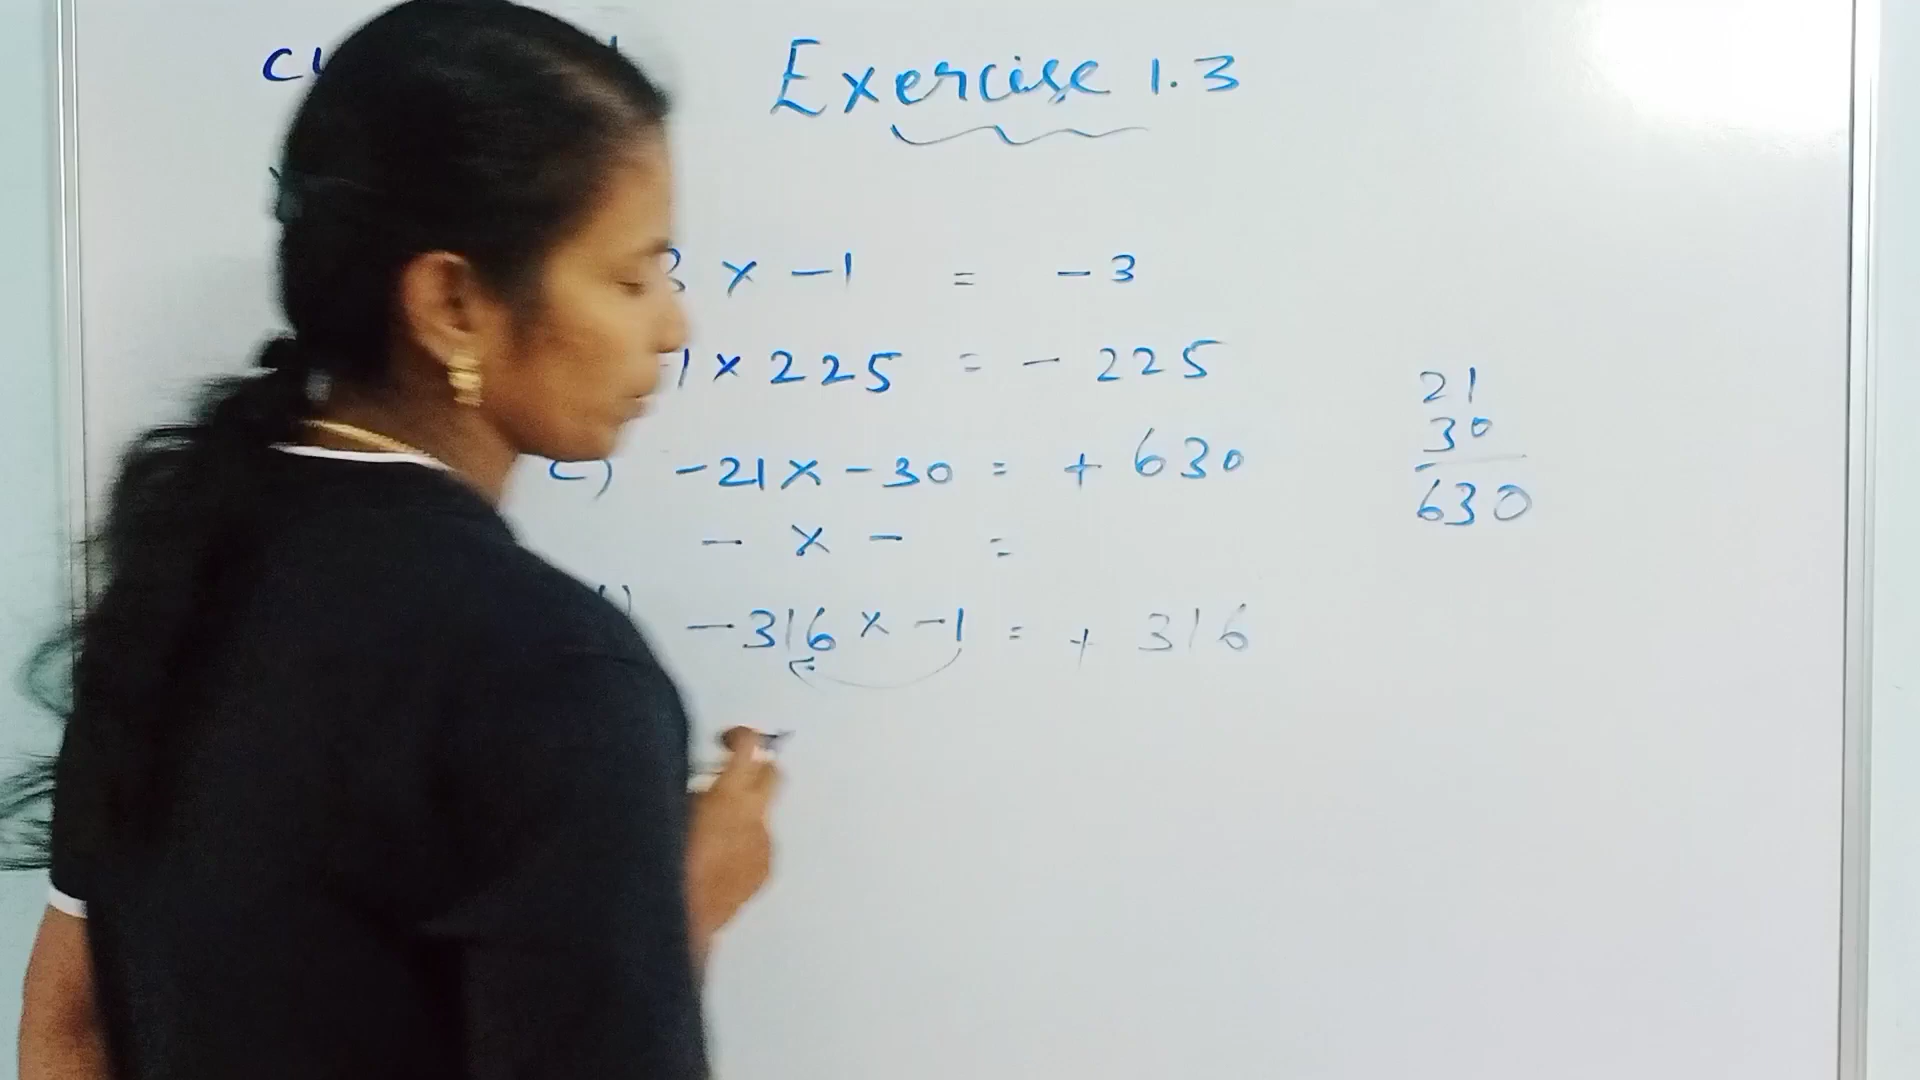 Exercise 1.3
3 x -1 = -3
-1 x 225 = - 225
c) -21 x -30 = + 630
- x - =
-316 x -1 = + 316
21
30
630